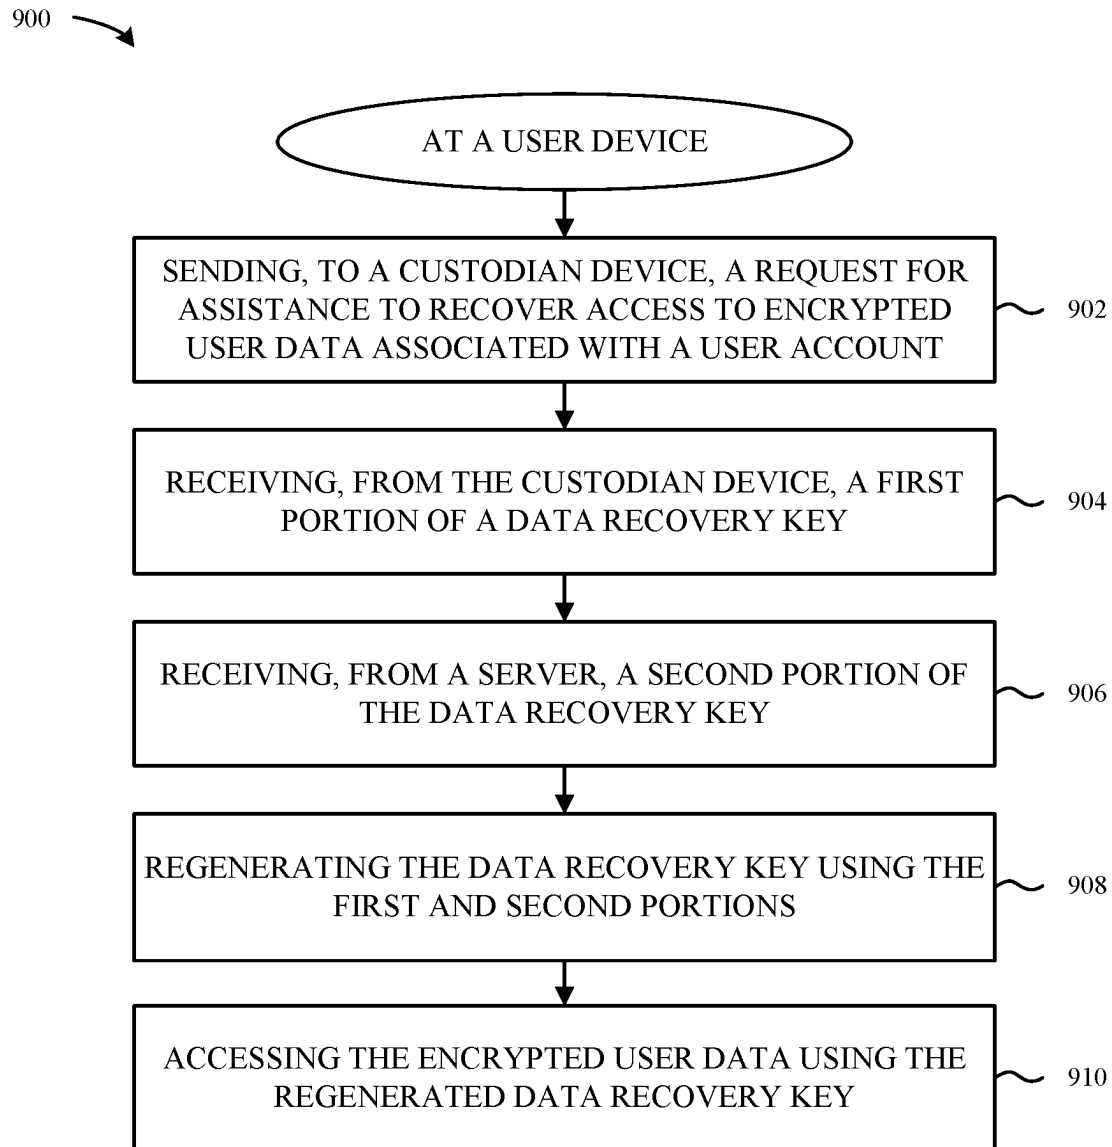 900
AT A USER DEVICE
SENDING, TO A CUSTODIAN DEVICE, A REQUEST FOR
ASSISTANCE TO RECOVER ACCESS TO ENCRYPTED
USER DATA ASSOCIATED WITH A USER ACCOUNT
902
RECEIVING, FROM THE CUSTODIAN DEVICE, A FIRST
PORTION OF A DATA RECOVERY KEY
904
RECEIVING, FROM A SERVER, A SECOND PORTION OF
THE DATA RECOVERY KEY
906
REGENERATING THE DATA RECOVERY KEY USING THE
FIRST AND SECOND PORTIONS
908
ACCESSING THE ENCRYPTED USER DATA USING THE
REGENERATED DATA RECOVERY KEY
910